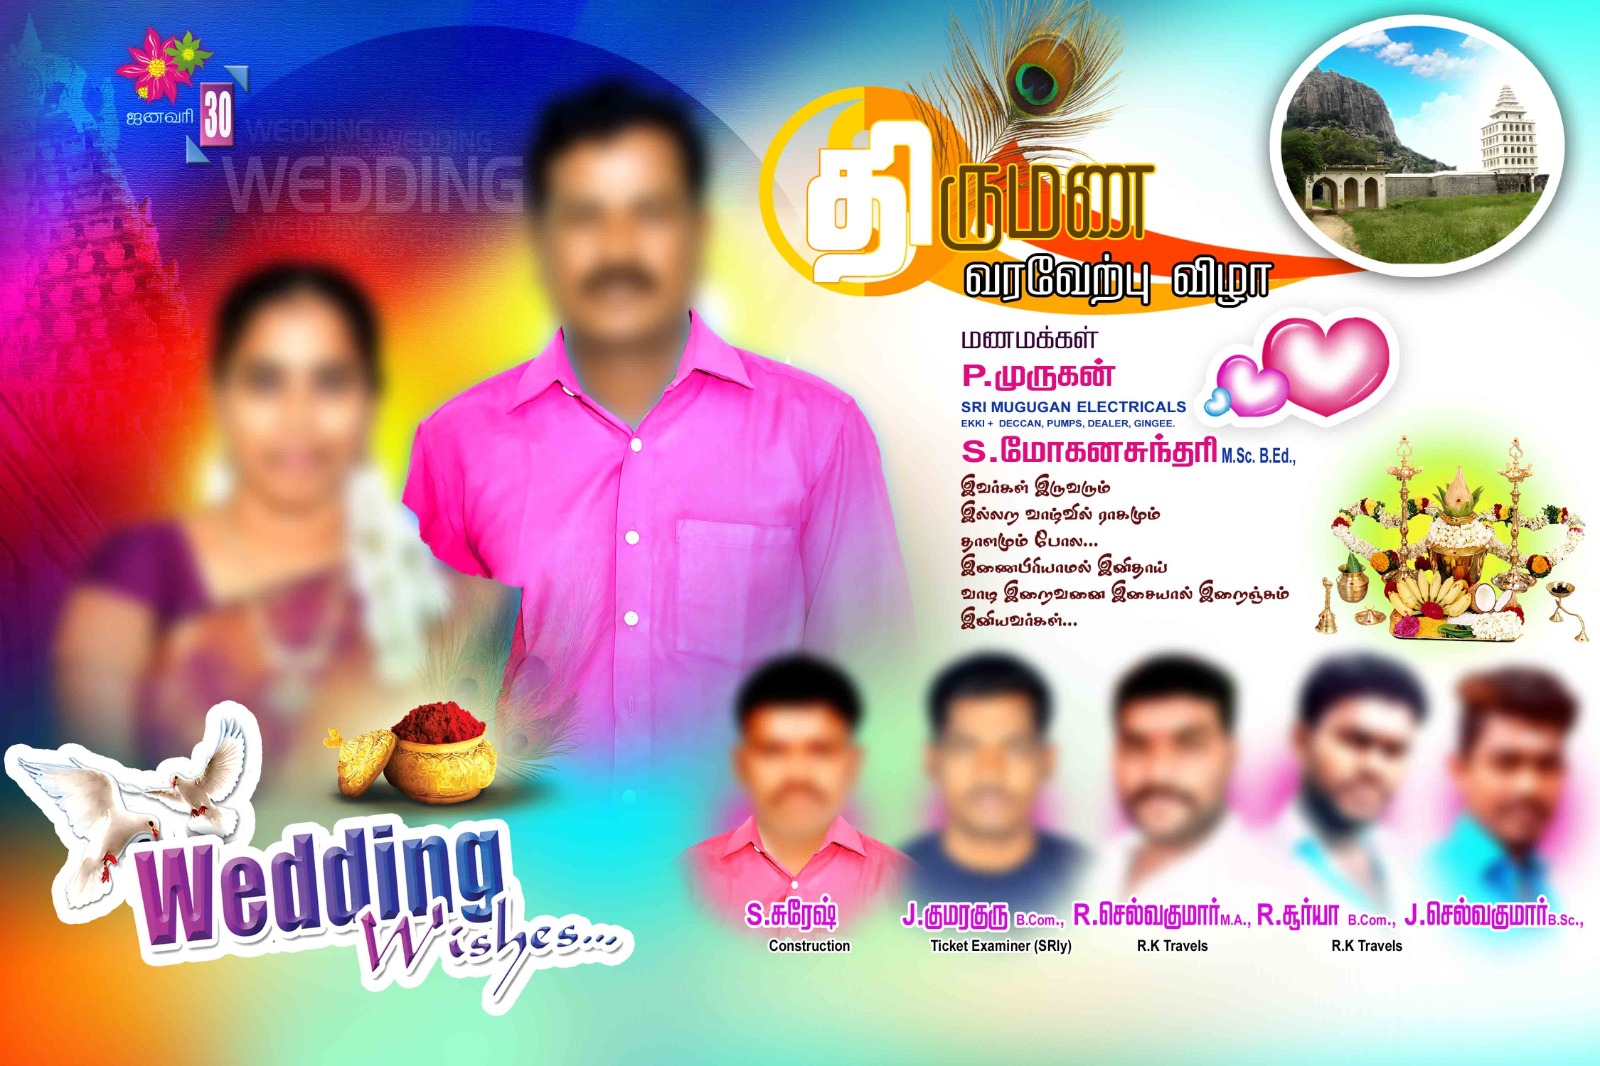 ஜனவரி 30
WEDDING WEDDING
WEDDING
திருமண
வரவேற்பு விழா
மணமக்கள்
P.முருகன்
SRI MUGUGAN ELECTRICALS
EKKI + DECCAN, PUMPS, DEALER, GINGEE.
S.மோகனசுந்தரி M.Sc. B.Ed.,
இவர்கள் இருவரும்
இல்லற வாழ்வில் ராகமும்
தாளமும் போல...
இணைபிரியாமல் இனிதாய்
வாடி இறைவனை இசையால் இறைஞ்சும்
இனியவர்கள்...
Wedding
Wishes...
S.சுரேஷ் J.குமரகுரு B.Com., R.செல்வகுமார் M.A., R.சூர்யா B.Com., J.செல்வகுமார் B.Sc.,
Construction Ticket Examiner (SRly) R.K Travels R.K Travels